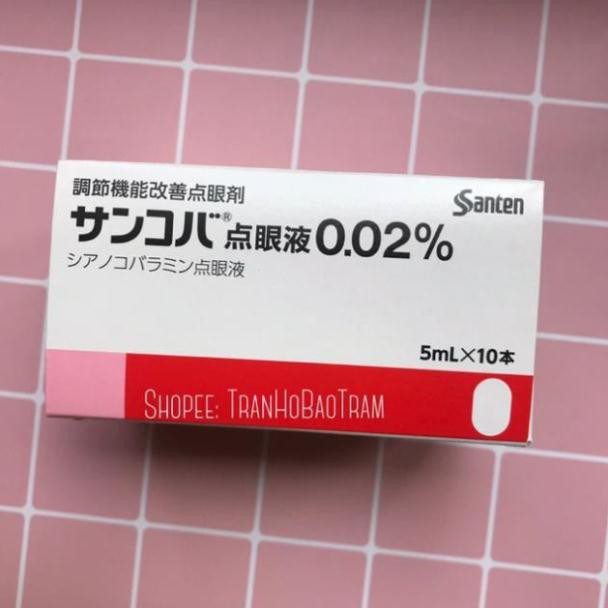 調節機能改善点眼剤
Santen
サンコバ® 点眼液 0.02%
シアノコバラミン点眼液
5mL×10本
SHOPEE: TRANHOBAOTRAM